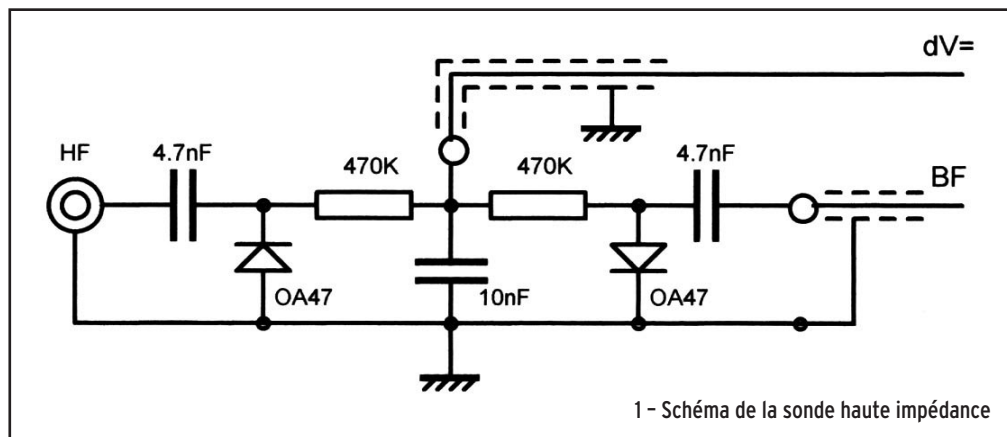 dV=
HF
4.7nF
470K
470K
4.7nF
BF
OA47
10nF
OA47
1 – Schéma de la sonde haute impédance